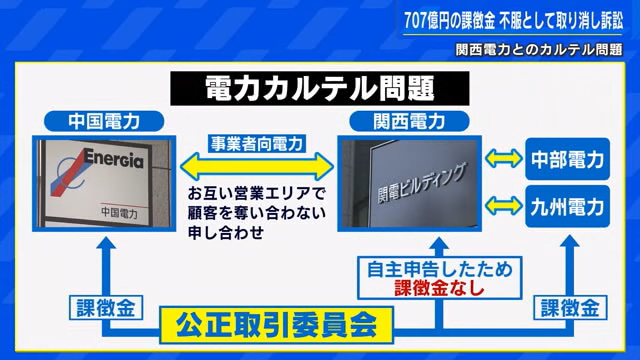 707億円の課徴金 不服として取り消し訴訟
関西電力とのカルテル問題
電力カルテル問題
中国電力
事業者向電力
関西電力
Energia
中国電力
お互い営業エリアで
顧客を奪い合わない
申し合わせ
関電ビルディング
中部電力
九州電力
課徴金
自主申告したため
課徴金なし
課徴金
公正取引委員会